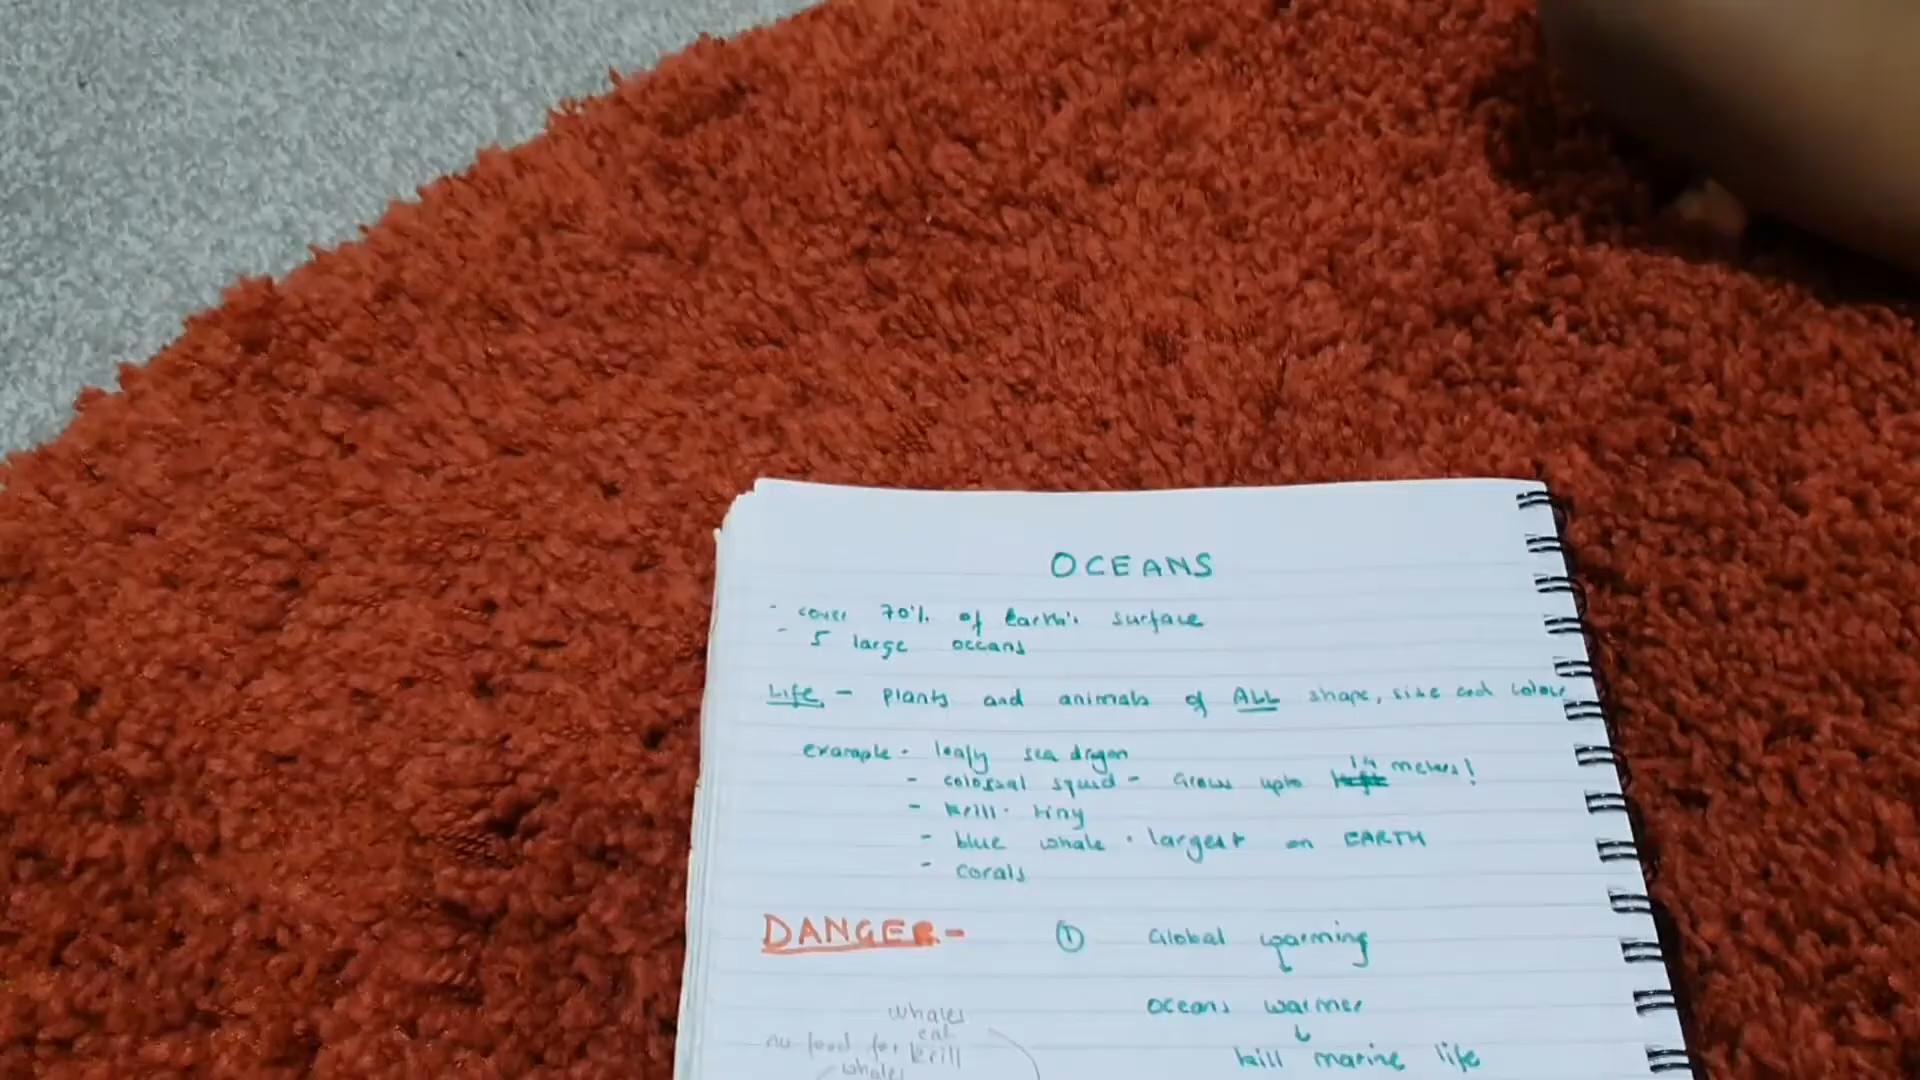 OCEANS
- cover 70% of Earth's surface
- 5 large oceans
Life - plants and animals of ALL shape, size and colour
example - leafy sea dragon
- colossal squid - Grows upto 14 meters!
- krill - tiny
- blue whale - largest on EARTH
- corals
DANGER - ① Global warming
oceans warmer
kill marine life
whales
eat
krill
no food for
whales